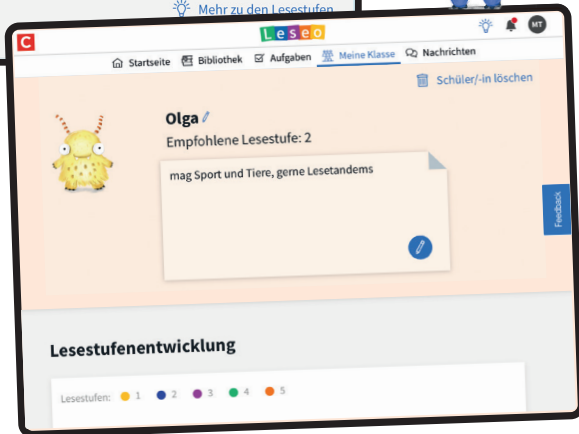 Mehr zu den Lesestufen
C
Leseo
MT
Startseite Bibliothek Aufgaben Meine Klasse Nachrichten
Schüler/-in löschen
Olga
Empfohlene Lesestufe: 2
mag Sport und Tiere, gerne Lesetandems
Feedback
Lesestufenentwicklung
Lesestufen: 1 2 3 4 5